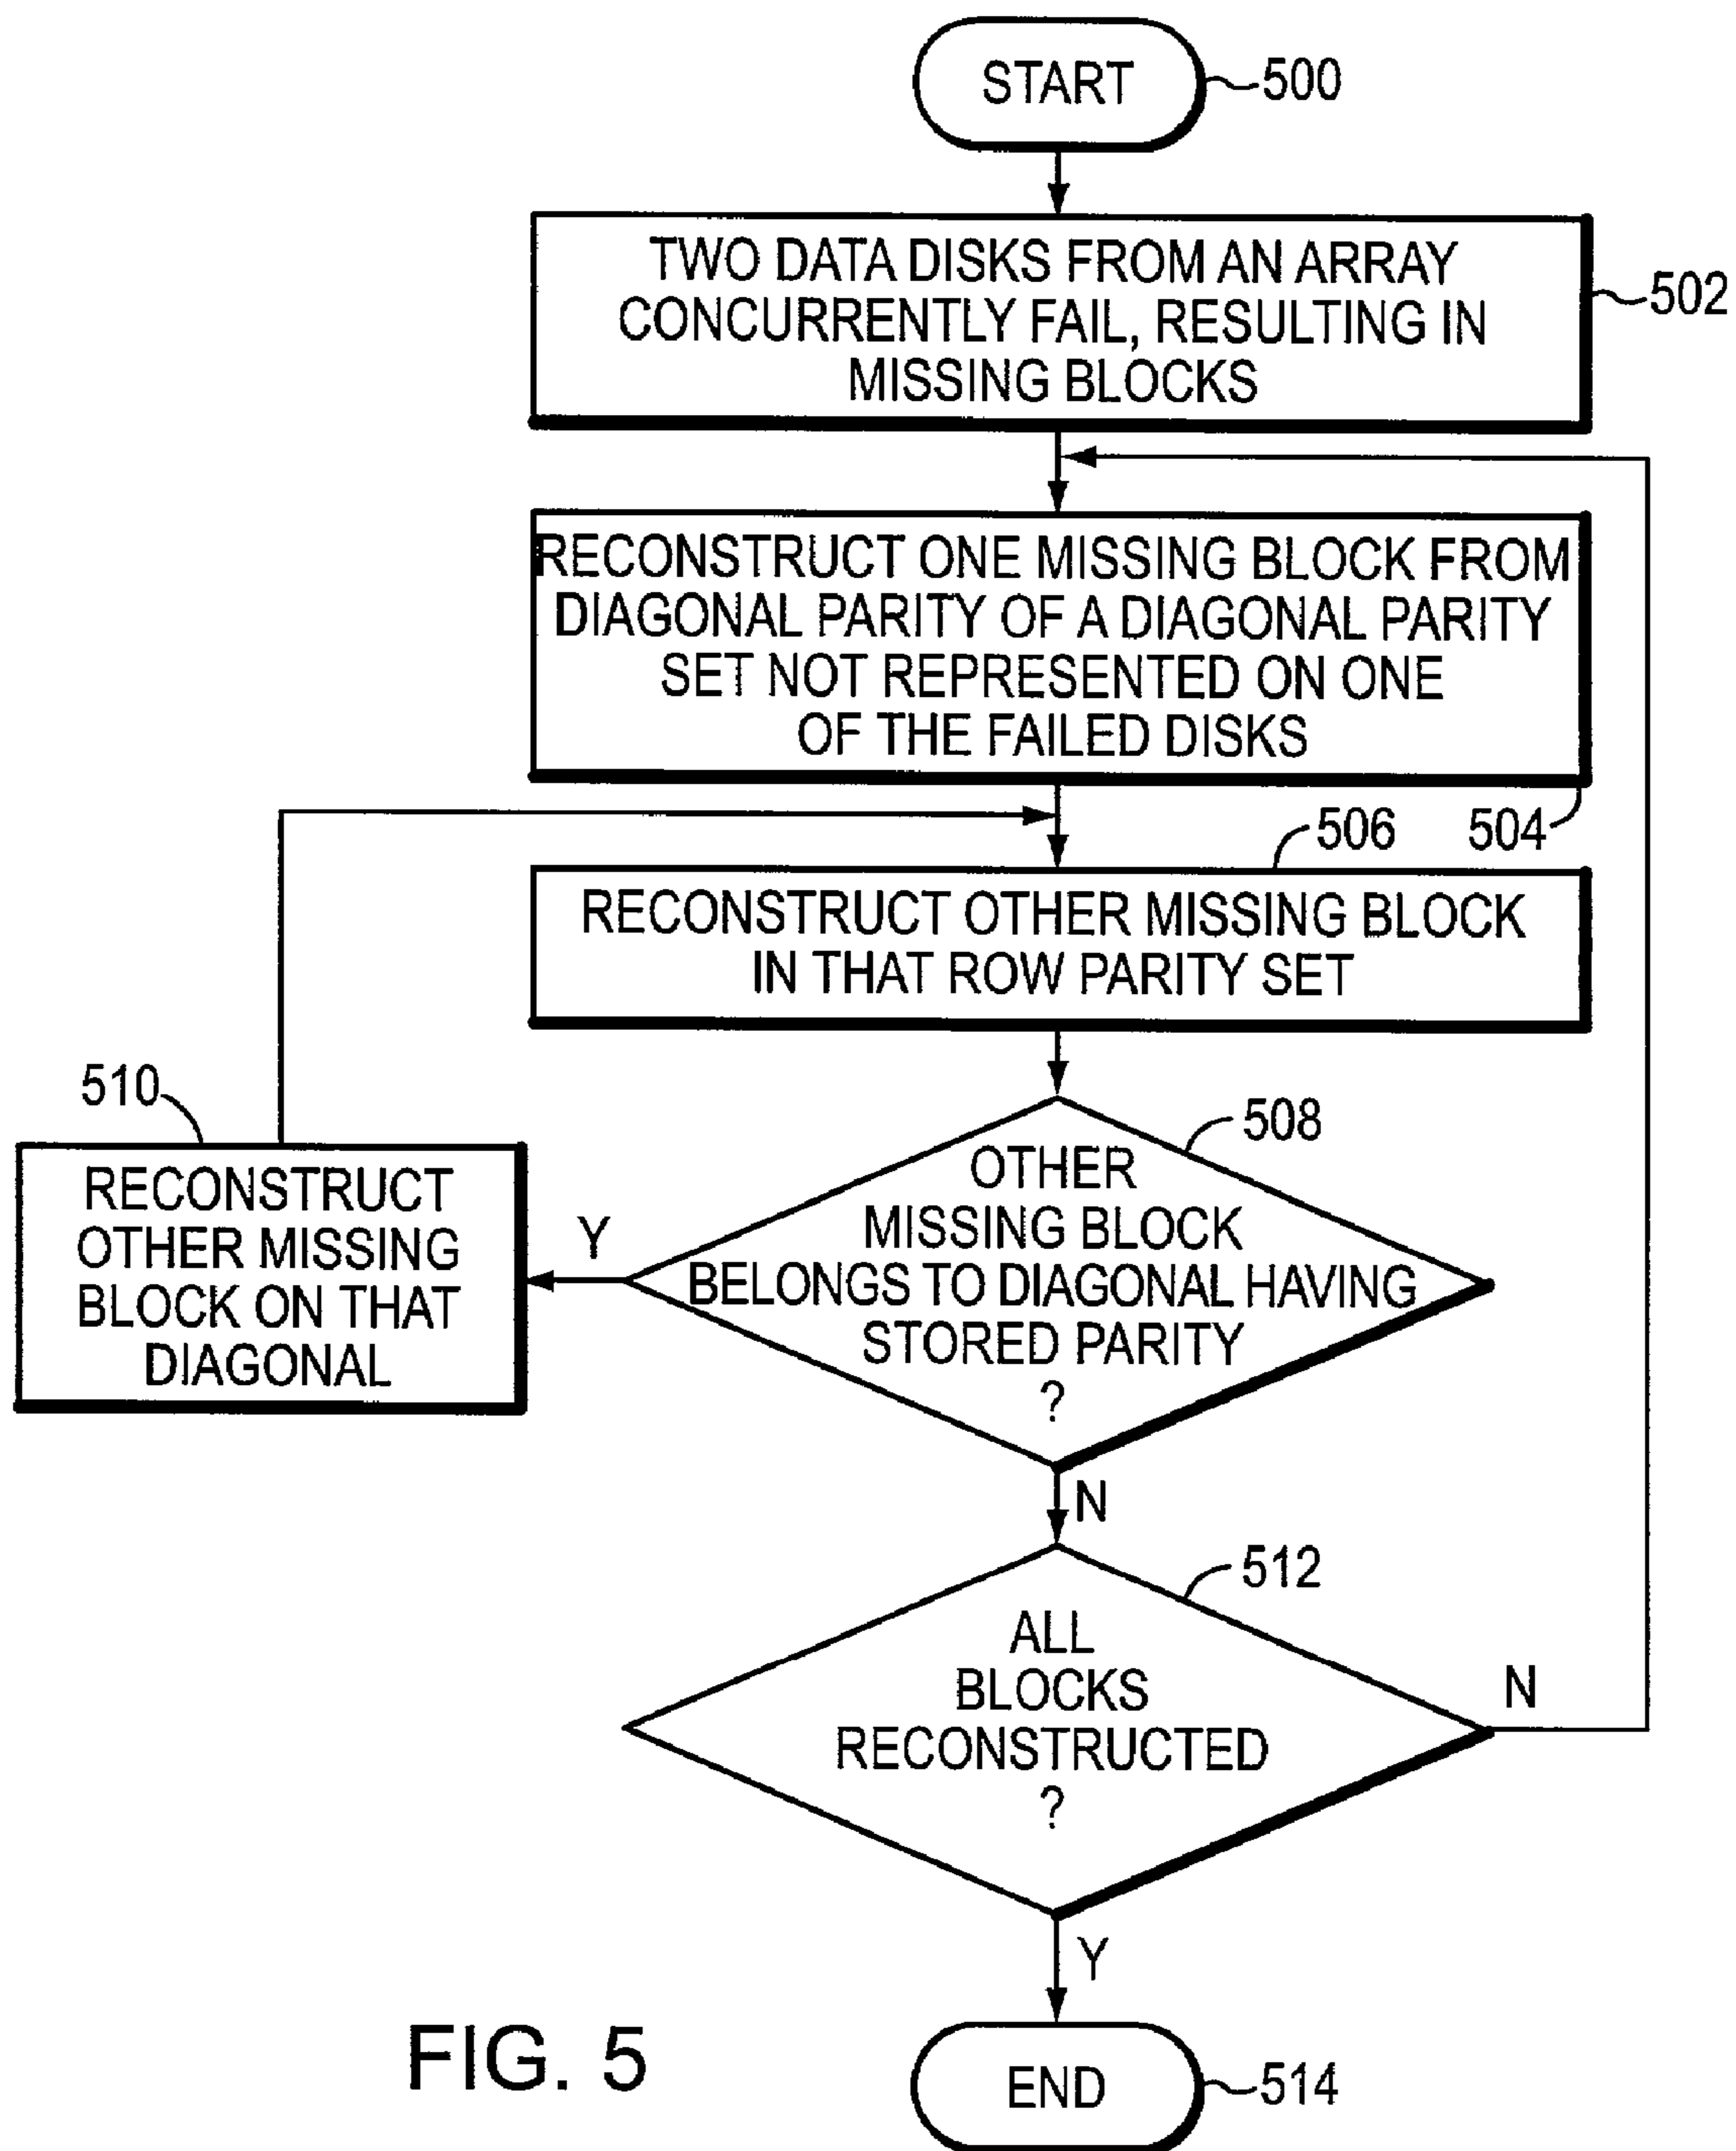 START
500
TWO DATA DISKS FROM AN ARRAY
CONCURRENTLY FAIL, RESULTING IN
MISSING BLOCKS
502
RECONSTRUCT ONE MISSING BLOCK FROM
DIAGONAL PARITY OF A DIAGONAL PARITY
SET NOT REPRESENTED ON ONE
OF THE FAILED DISKS
504
506
RECONSTRUCT OTHER MISSING BLOCK
IN THAT ROW PARITY SET
508
OTHER
MISSING BLOCK
BELONGS TO DIAGONAL HAVING
STORED PARITY
?
Y
510
RECONSTRUCT
OTHER MISSING
BLOCK ON THAT
DIAGONAL
N
512
ALL
BLOCKS
RECONSTRUCTED
?
N
Y
END
514
FIG. 5